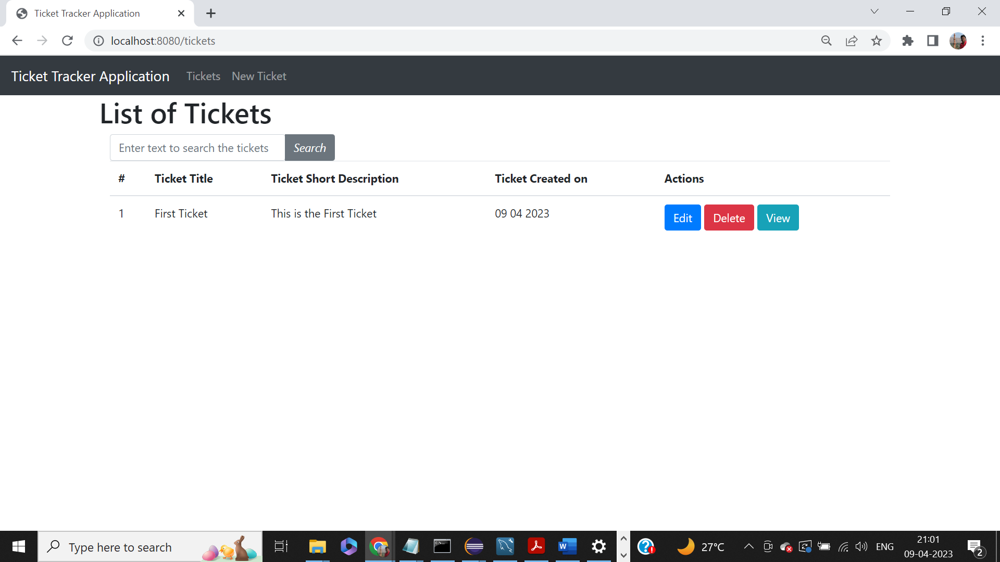 Ticket Tracker Application
localhost:8080/tickets
Ticket Tracker Application Tickets New Ticket
List of Tickets
Enter text to search the tickets Search
# Ticket Title Ticket Short Description Ticket Created on Actions
1 First Ticket This is the First Ticket 09 04 2023 Edit Delete View
Type here to search 27°C ENG 21:01
09-04-2023 2